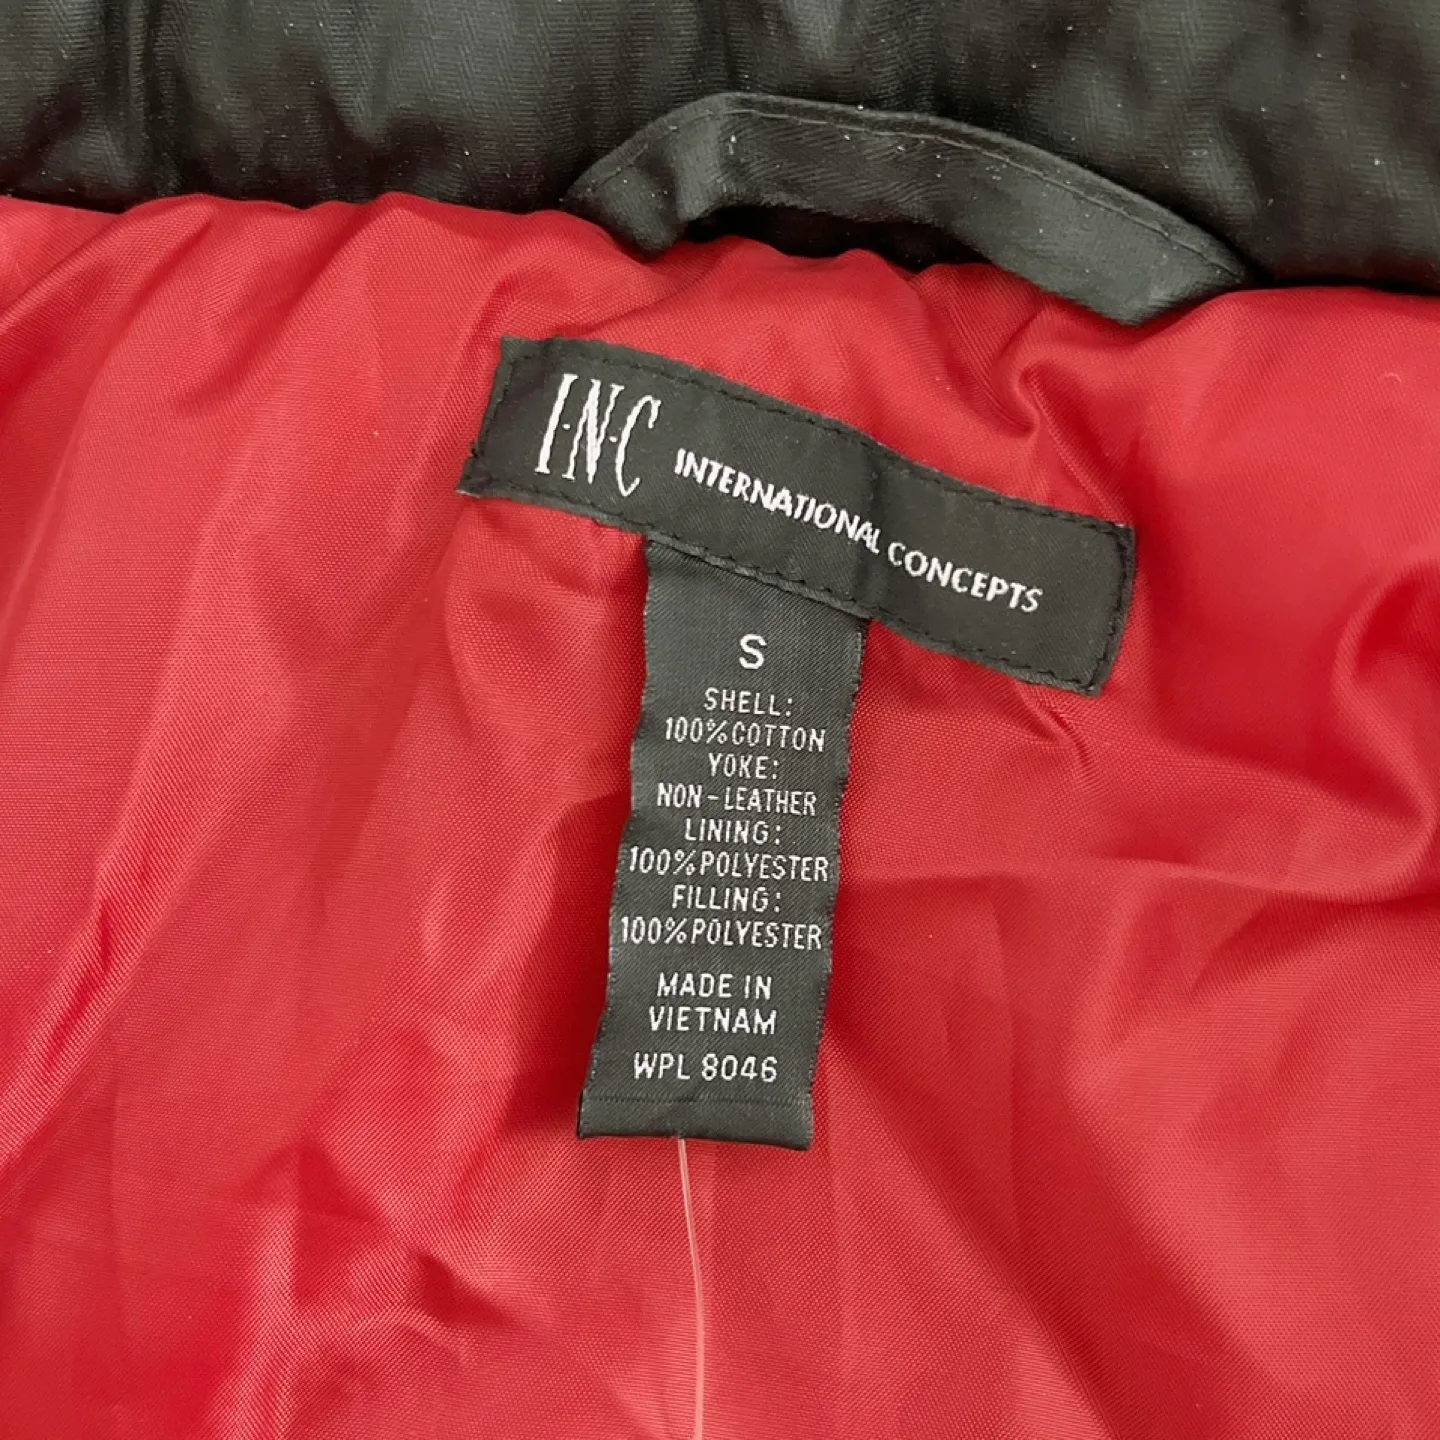 I·N·C INTERNATIONAL CONCEPTS
S
SHELL:
100%COTTON
YOKE:
NON-LEATHER
LINING:
100%POLYESTER
FILLING:
100%POLYESTER
MADE IN
VIETNAM
WPL 8046